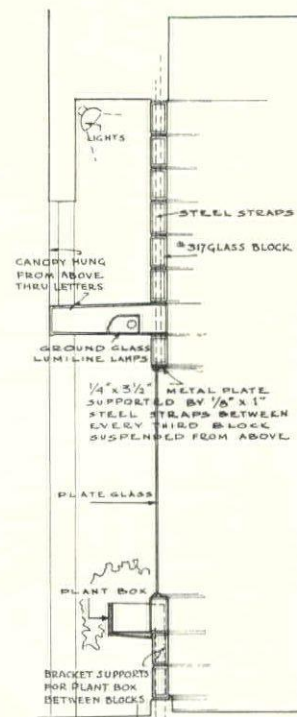 LIGHTS
STEEL STRAPS
#317 GLASS BLOCK
CANOPY HUNG
FROM ABOVE
THRU LETTERS
GROUND GLASS
LUMILINE LAMPS
1/4" x 3 1/2" METAL PLATE
SUPPORTED BY 1/8" x 1"
STEEL STRAPS BETWEEN
EVERY THIRD BLOCK
SUSPENDED FROM ABOVE
PLATE GLASS
PLANT BOX
BRACKET SUPPORTS
FOR PLANT BOX
BETWEEN BLOCKS